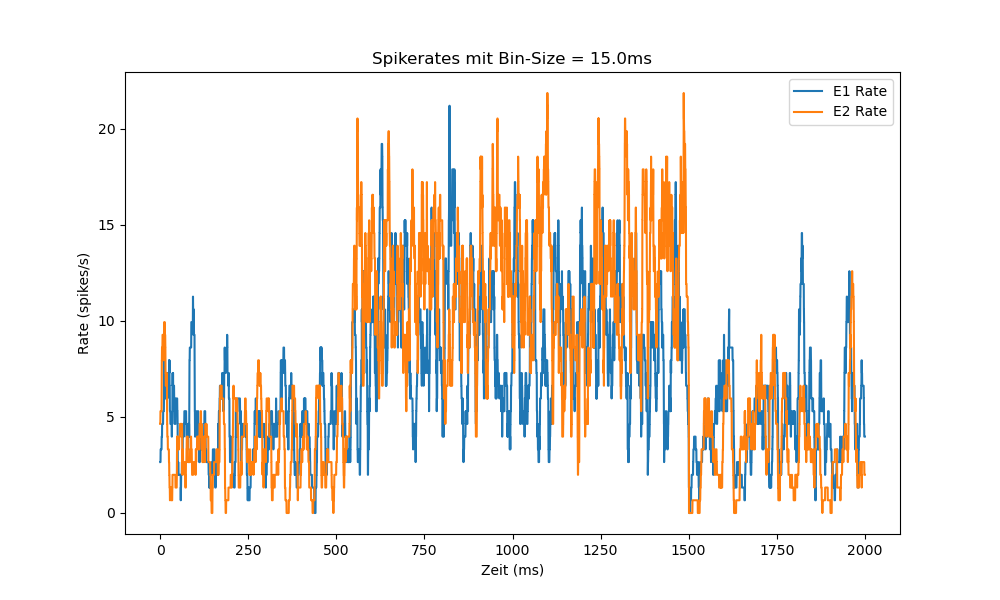 Spikerates mit Bin-Size = 15.0ms
E1 Rate
E2 Rate
Rate (spikes/s)
20
15
10
5
0
0 250 500 750 1000 1250 1500 1750 2000
Zeit (ms)